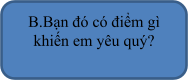 B.Bạn đó có điểm gì
khiến em yêu quý?